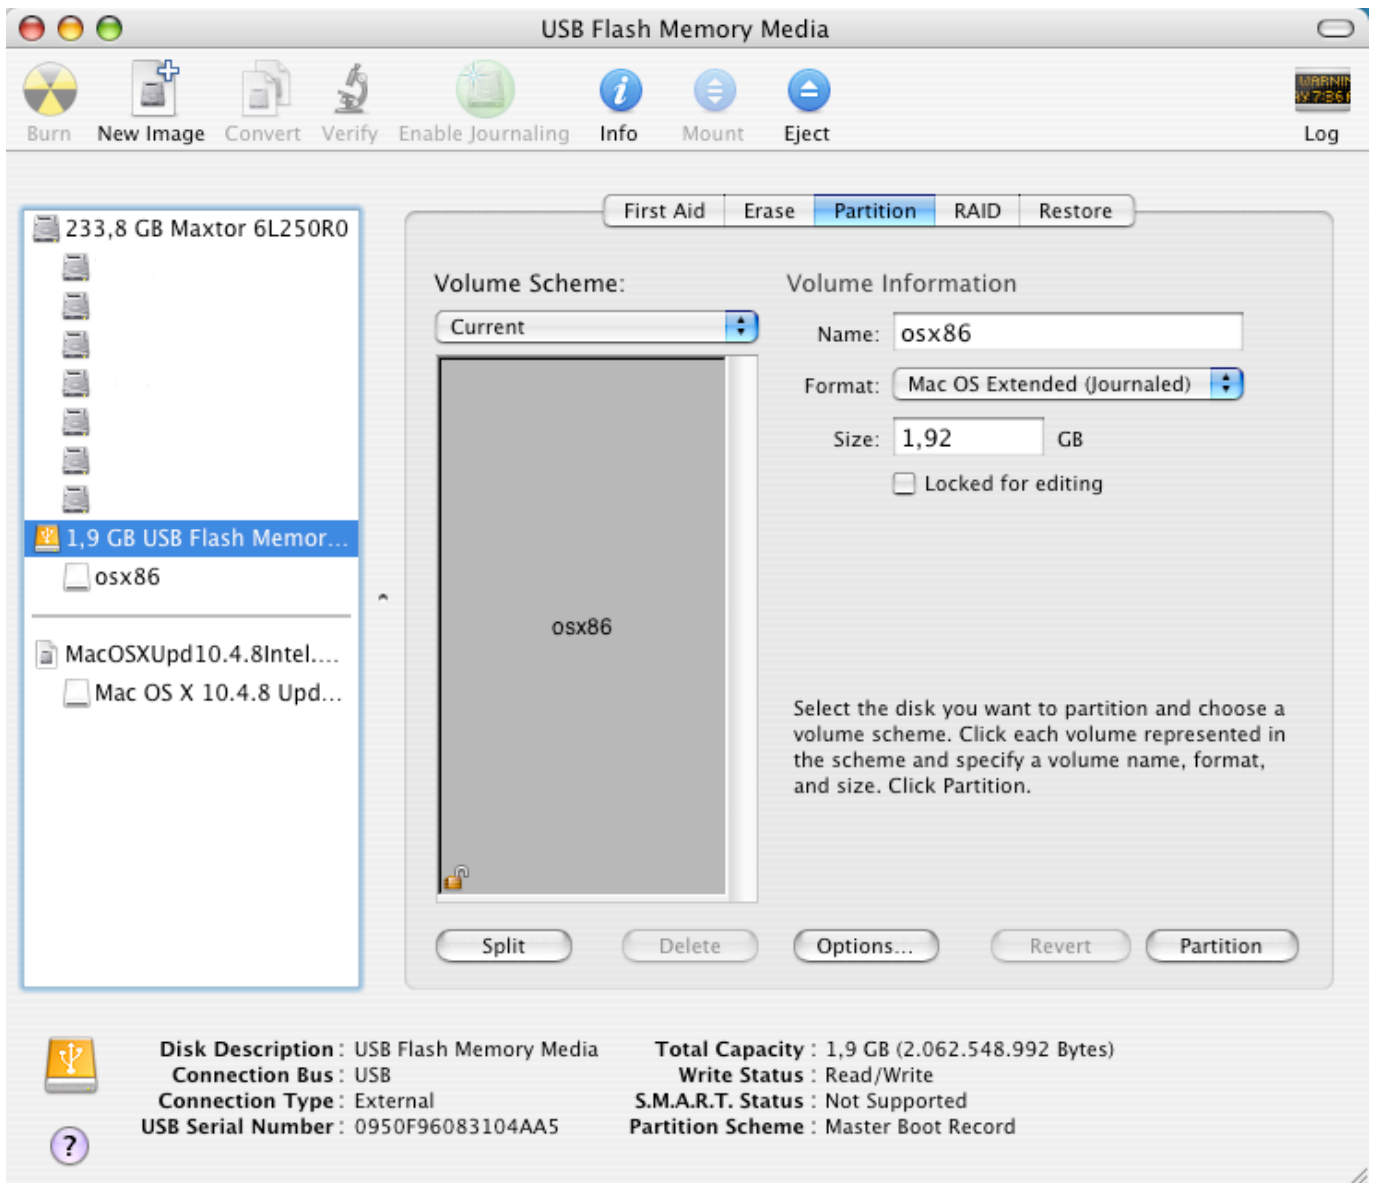 USB Flash Memory Media
Burn New Image Convert Verify Enable Journaling Info Mount Eject Log
233,8 GB Maxtor 6L250R0
1,9 GB USB Flash Memor...
osx86
MacOSXUpd10.4.8Intel....
Mac OS X 10.4.8 Upd...
First Aid Erase Partition RAID Restore
Volume Scheme:
Current
osx86
Volume Information
Name: osx86
Format: Mac OS Extended (Journaled)
Size: 1,92 GB
Locked for editing
Select the disk you want to partition and choose a
volume scheme. Click each volume represented in
the scheme and specify a volume name, format,
and size. Click Partition.
Split Delete Options... Revert Partition
Disk Description : USB Flash Memory Media
Connection Bus : USB
Connection Type : External
USB Serial Number : 0950F96083104AA5
Total Capacity : 1,9 GB (2.062.548.992 Bytes)
Write Status : Read/Write
S.M.A.R.T. Status : Not Supported
Partition Scheme : Master Boot Record